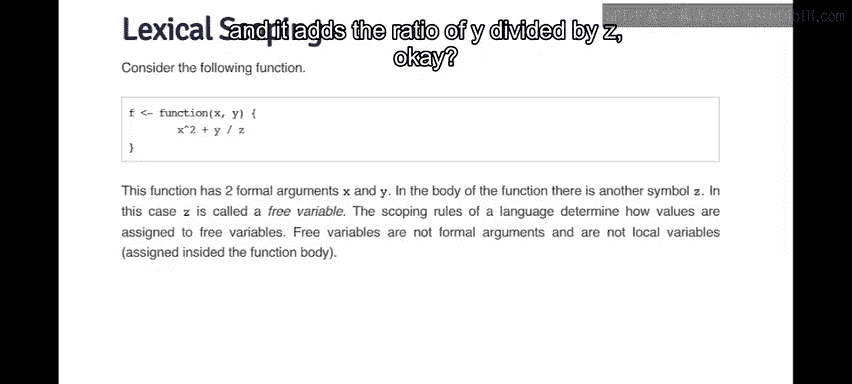 Lexical Scoping
and it adds the ratio of y divided by z,
okay?
Consider the following function.
f <- function(x, y) {
x^2 + y / z
}
This function has 2 formal arguments x and y. In the body of the function there is another symbol z. In
this case z is called a free variable. The scoping rules of a language determine how values are
assigned to free variables. Free variables are not formal arguments and are not local variables
(assigned insided the function body).